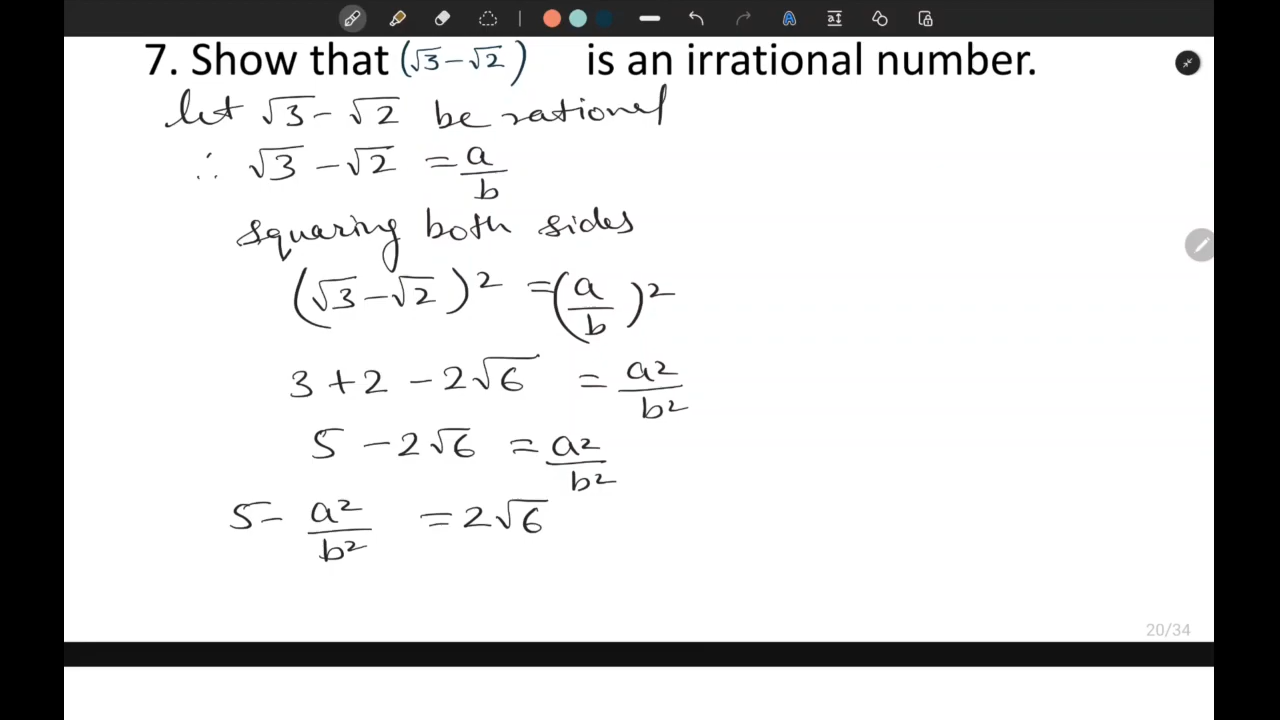 7. Show that (√3 - √2) is an irrational number.
let √3 - √2 be rational
∴ √3 - √2 = a/b
squaring both sides
(√3 - √2)² = (a/b)²
3 + 2 - 2√6 = a²/b²
5 - 2√6 = a²/b²
5 - a²/b² = 2√6
20/34